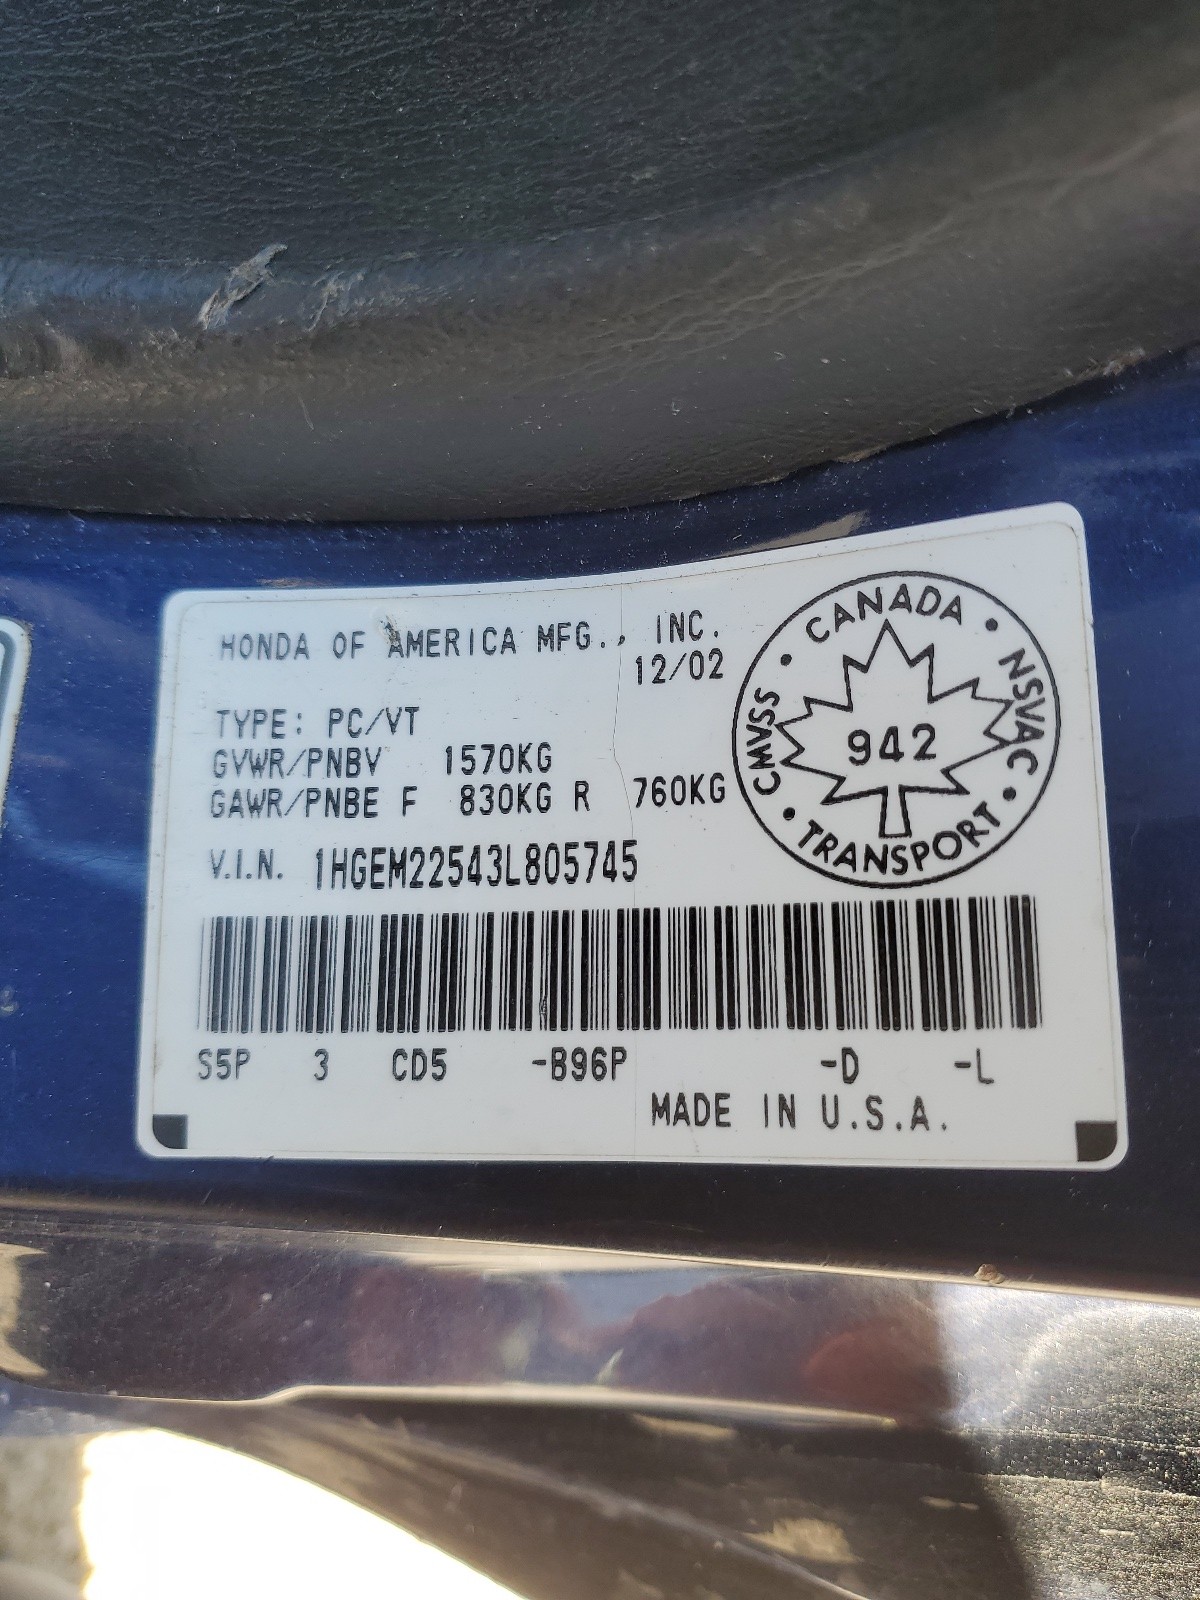 HONDA OF AMERICA MFG., INC.
12/02
TYPE: PC/VT
GVWR/PNBV 1570KG
GAWR/PNBE F 830KG R 760KG
V.I.N. 1HGEM22543L805745
CANADA • NSVAC • TRANSPORT • CMVSS •
942
S5P 3 CD5 -B96P -D -L
MADE IN U.S.A.